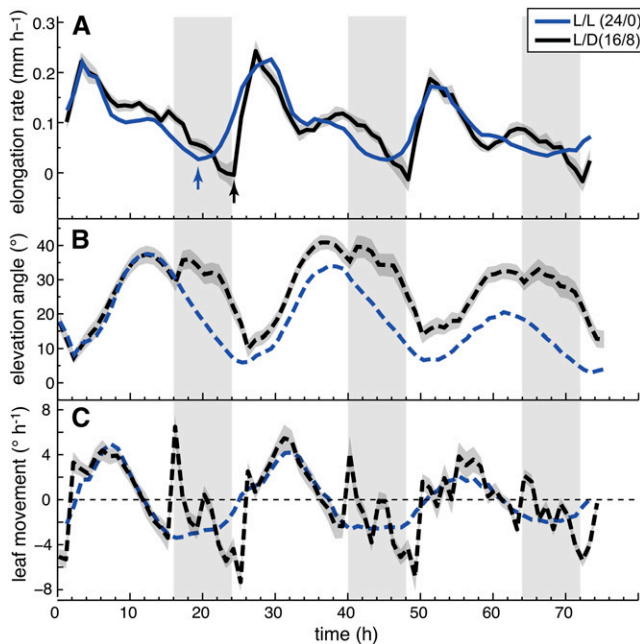 L/L (24/0)
L/D(16/8)
A
elongation rate (mm h⁻¹)
0.3
0.2
0.1
0
B
elevation angle (°)
40
30
20
10
0
C
leaf movement (° h⁻¹)
8
4
0
-4
-8
0 10 20 30 40 50 60 70
time (h)